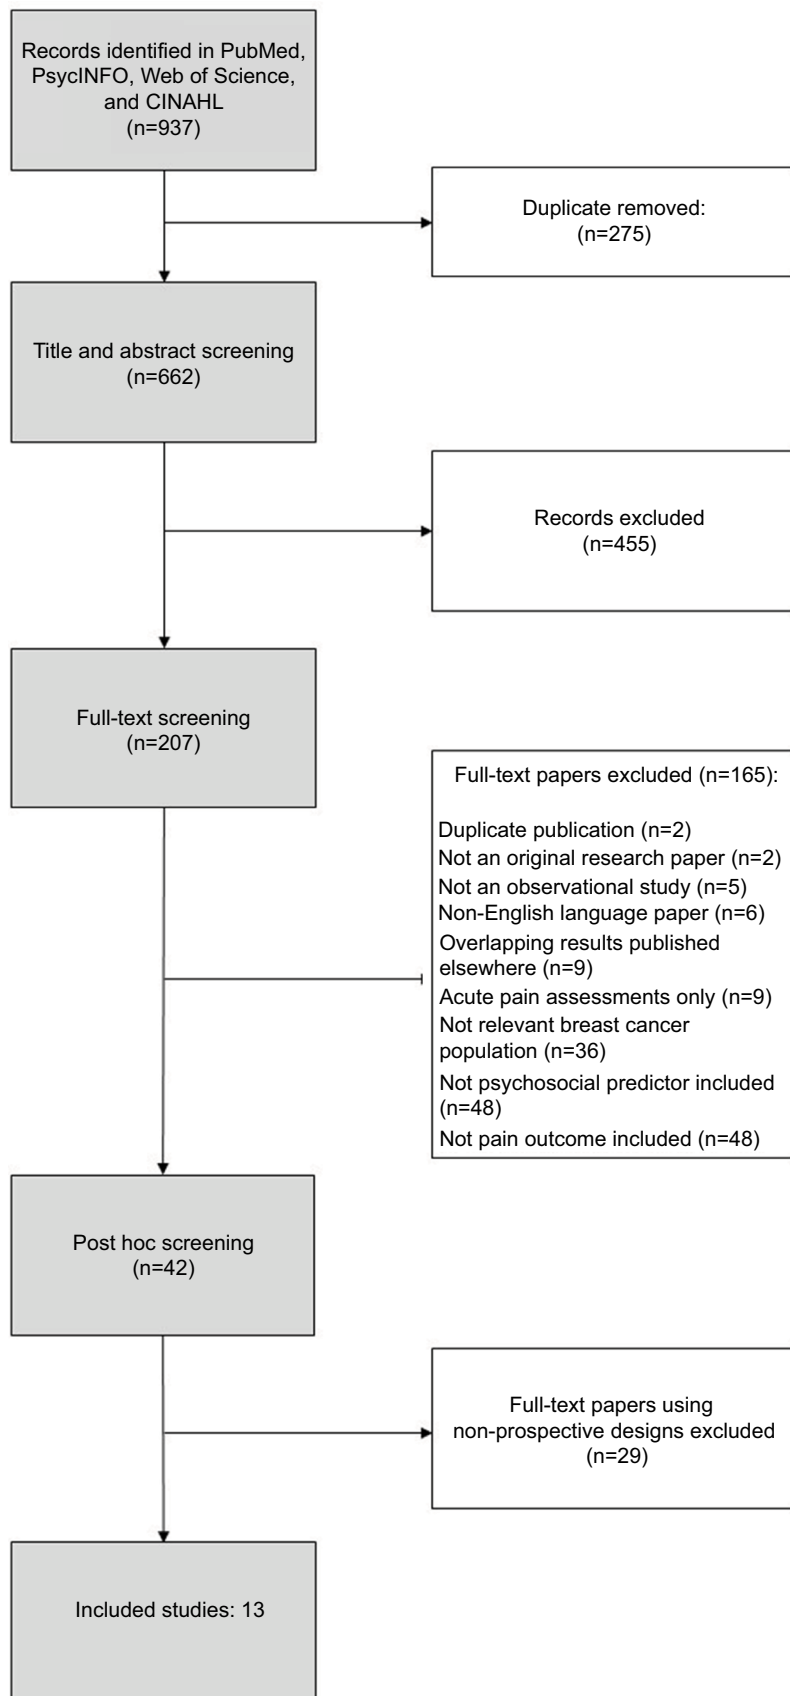 Records identified in PubMed,
PsycINFO, Web of Science,
and CINAHL
(n=937)
Duplicate removed:
(n=275)
Title and abstract screening
(n=662)
Records excluded
(n=455)
Full-text screening
(n=207)
Full-text papers excluded (n=165):
Duplicate publication (n=2)
Not an original research paper (n=2)
Not an observational study (n=5)
Non-English language paper (n=6)
Overlapping results published
elsewhere (n=9)
Acute pain assessments only (n=9)
Not relevant breast cancer
population (n=36)
Not psychosocial predictor included
(n=48)
Not pain outcome included (n=48)
Post hoc screening
(n=42)
Full-text papers using
non-prospective designs excluded
(n=29)
Included studies: 13